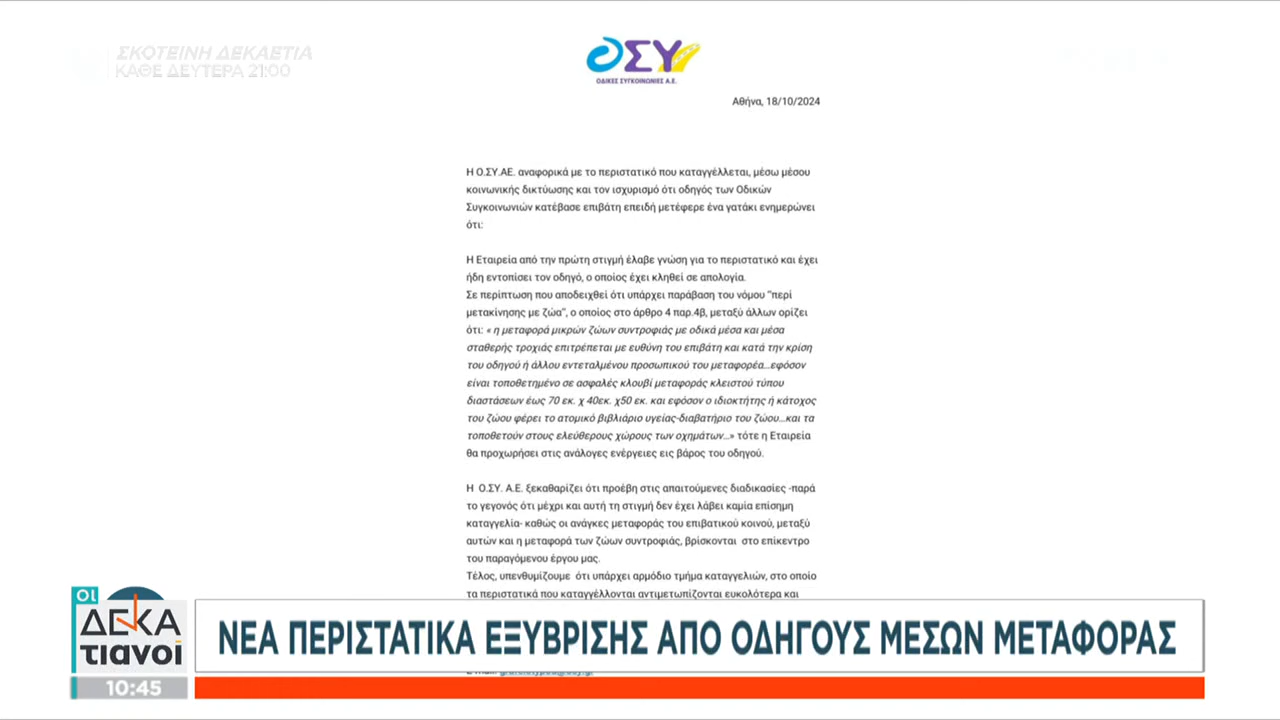 ΣΚΟΤΕΙΝΗ ΔΕΚΑΕΤΙΑ
ΚΑΘΕ ΔΕΥΤΕΡΑ 21:00
ΟΣΥ
ΟΔΙΚΕΣ ΣΥΓΚΟΙΝΩΝΙΕΣ Α.Ε.
Αθήνα, 18/10/2024
Η Ο.ΣΥ.ΑΕ. αναφορικά με το περιστατικό που καταγγέλλεται, μέσω μέσου
κοινωνικής δικτύωσης και τον ισχυρισμό ότι οδηγός των Οδικών
Συγκοινωνιών κατέβασε επιβάτη επειδή μετέφερε ένα γατάκι ενημερώνει
ότι:
Η Εταιρεία από την πρώτη στιγμή έλαβε γνώση για το περιστατικό και έχει
ήδη εντοπίσει τον οδηγό, ο οποίος έχει κληθεί σε απολογία.
Σε περίπτωση που αποδειχθεί ότι υπάρχει παράβαση του νόμου "περί
μετακίνησης με ζώα", ο οποίος στο άρθρο 4 παρ.4β, μεταξύ άλλων ορίζει
ότι: « η μεταφορά μικρών ζώων συντροφιάς με οδικά μέσα και μέσα
σταθερής τροχιάς επιτρέπεται με ευθύνη του επιβάτη και κατά την κρίση
του οδηγού ή άλλου εντεταλμένου προσωπικού του μεταφορέα...εφόσον
είναι τοποθετημένο σε ασφαλές κλουβί μεταφοράς κλειστού τύπου
διαστάσεων έως 70 εκ. χ 40εκ. χ50 εκ. και εφόσον ο ιδιοκτήτης ή κάτοχος
του ζώου φέρει το ατομικό βιβλιάριο υγείας-διαβατήριο του ζώου...και τα
τοποθετούν στους ελεύθερους χώρους των οχημάτων...» τότε η Εταιρεία
θα προχωρήσει στις ανάλογες ενέργειες εις βάρος του οδηγού.
Η  Ο.ΣΥ. Α.Ε. ξεκαθαρίζει ότι προέβη στις απαιτούμενες διαδικασίες -παρά
το γεγονός ότι μέχρι και αυτή τη στιγμή δεν έχει λάβει καμία επίσημη
καταγγελία- καθώς οι ανάγκες μεταφοράς του επιβατικού κοινού, μεταξύ
αυτών και η μεταφορά των ζώων συντροφιάς, βρίσκονται  στο επίκεντρο
του παραγόμενου έργου μας.
Τέλος, υπενθυμίζουμε  ότι υπάρχει αρμόδιο τμήμα καταγγελιών, στο οποίο
τα περιστατικά που καταγγέλλονται αντιμετωπίζονται ευκολότερα και
ΟΙ
ΔΕΚΑ
τιανοί
10:45
ΝΕΑ ΠΕΡΙΣΤΑΤΙΚΑ ΕΞΥΒΡΙΣΗΣ ΑΠΟ ΟΔΗΓΟΥΣ ΜΕΣΩΝ ΜΕΤΑΦΟΡΑΣ